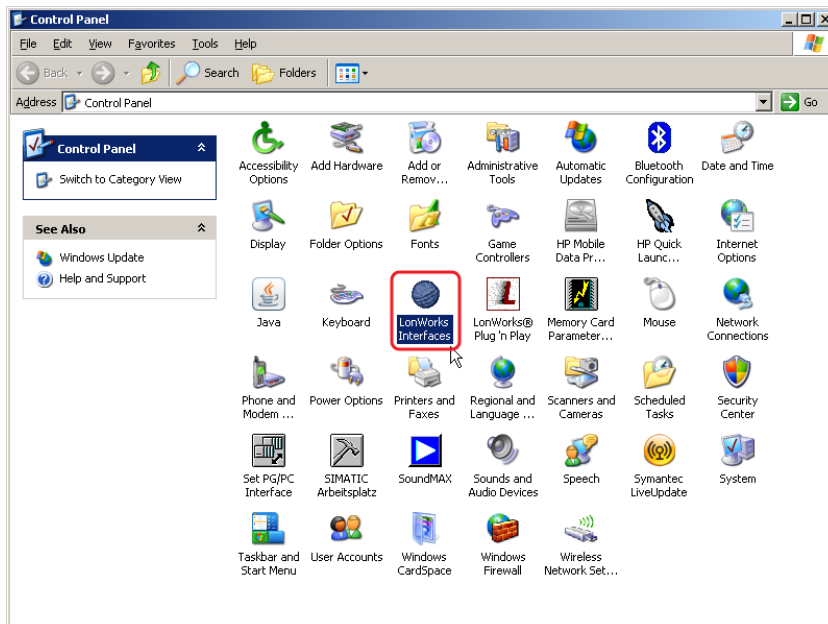 Control Panel
File Edit View Favorites Tools Help
Back Search Folders
Address Control Panel Go
Control Panel
Switch to Category View
See Also
Windows Update
Help and Support
Accessibility Options
Add Hardware
Add or Remov...
Administrative Tools
Automatic Updates
Bluetooth Configuration
Date and Time
Display
Folder Options
Fonts
Game Controllers
HP Mobile Data Pr...
HP Quick Launc...
Internet Options
Java
Keyboard
LonWorks Interfaces
LonWorks® Plug 'n Play
Memory Card Parameter...
Mouse
Network Connections
Phone and Modem ...
Power Options
Printers and Faxes
Regional and Language ...
Scanners and Cameras
Scheduled Tasks
Security Center
Set PG/PC Interface
SIMATIC Arbeitsplatz
SoundMAX
Sounds and Audio Devices
Speech
Symantec LiveUpdate
System
Taskbar and Start Menu
User Accounts
Windows CardSpace
Windows Firewall
Wireless Network Set...